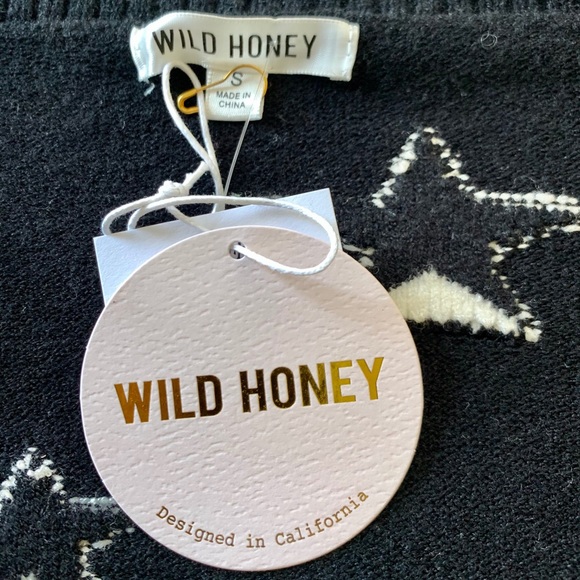 WILD HONEY
S
MADE IN
CHINA
WILD HONEY
Designed in California